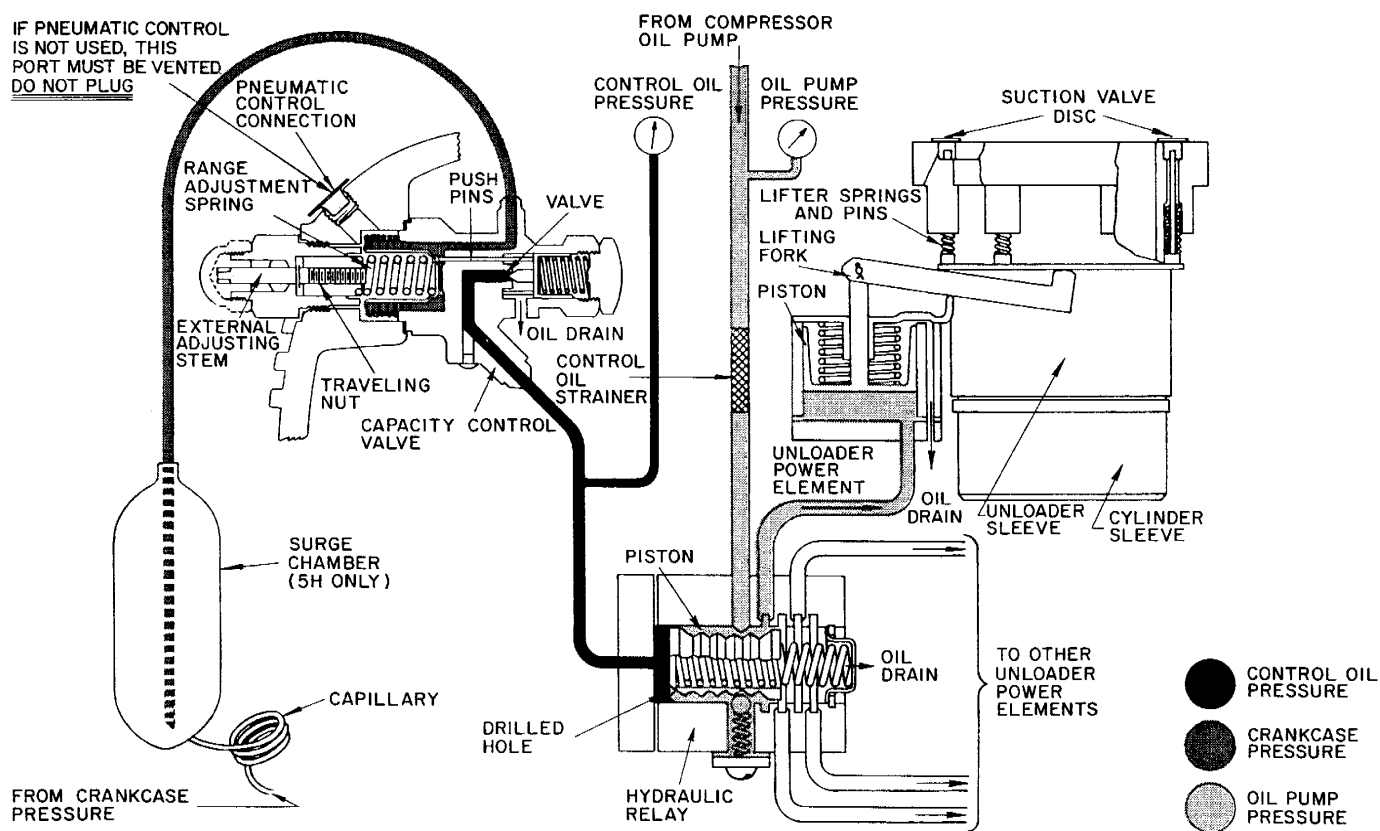 IF PNEUMATIC CONTROL
IS NOT USED, THIS
PORT MUST BE VENTED
DO NOT PLUG
PNEUMATIC
CONTROL
CONNECTION
RANGE
ADJUSTMENT
SPRING
PUSH
PINS
VALVE
EXTERNAL
ADJUSTING
STEM
TRAVELING
NUT
OIL DRAIN
CAPACITY CONTROL
VALVE
FROM COMPRESSOR
OIL PUMP
CONTROL OIL
PRESSURE
OIL PUMP
PRESSURE
CONTROL
OIL
STRAINER
SUCTION VALVE
DISC
LIFTER SPRINGS
AND PINS
LIFTING
FORK
PISTON
UNLOADER
POWER
ELEMENT
OIL
DRAIN
UNLOADER
SLEEVE
CYLINDER
SLEEVE
SURGE
CHAMBER
(5H ONLY)
CAPILLARY
FROM CRANKCASE
PRESSURE
PISTON
DRILLED
HOLE
HYDRAULIC
RELAY
OIL
DRAIN
TO OTHER
UNLOADER
POWER
ELEMENTS
CONTROL OIL
PRESSURE
CRANKCASE
PRESSURE
OIL PUMP
PRESSURE